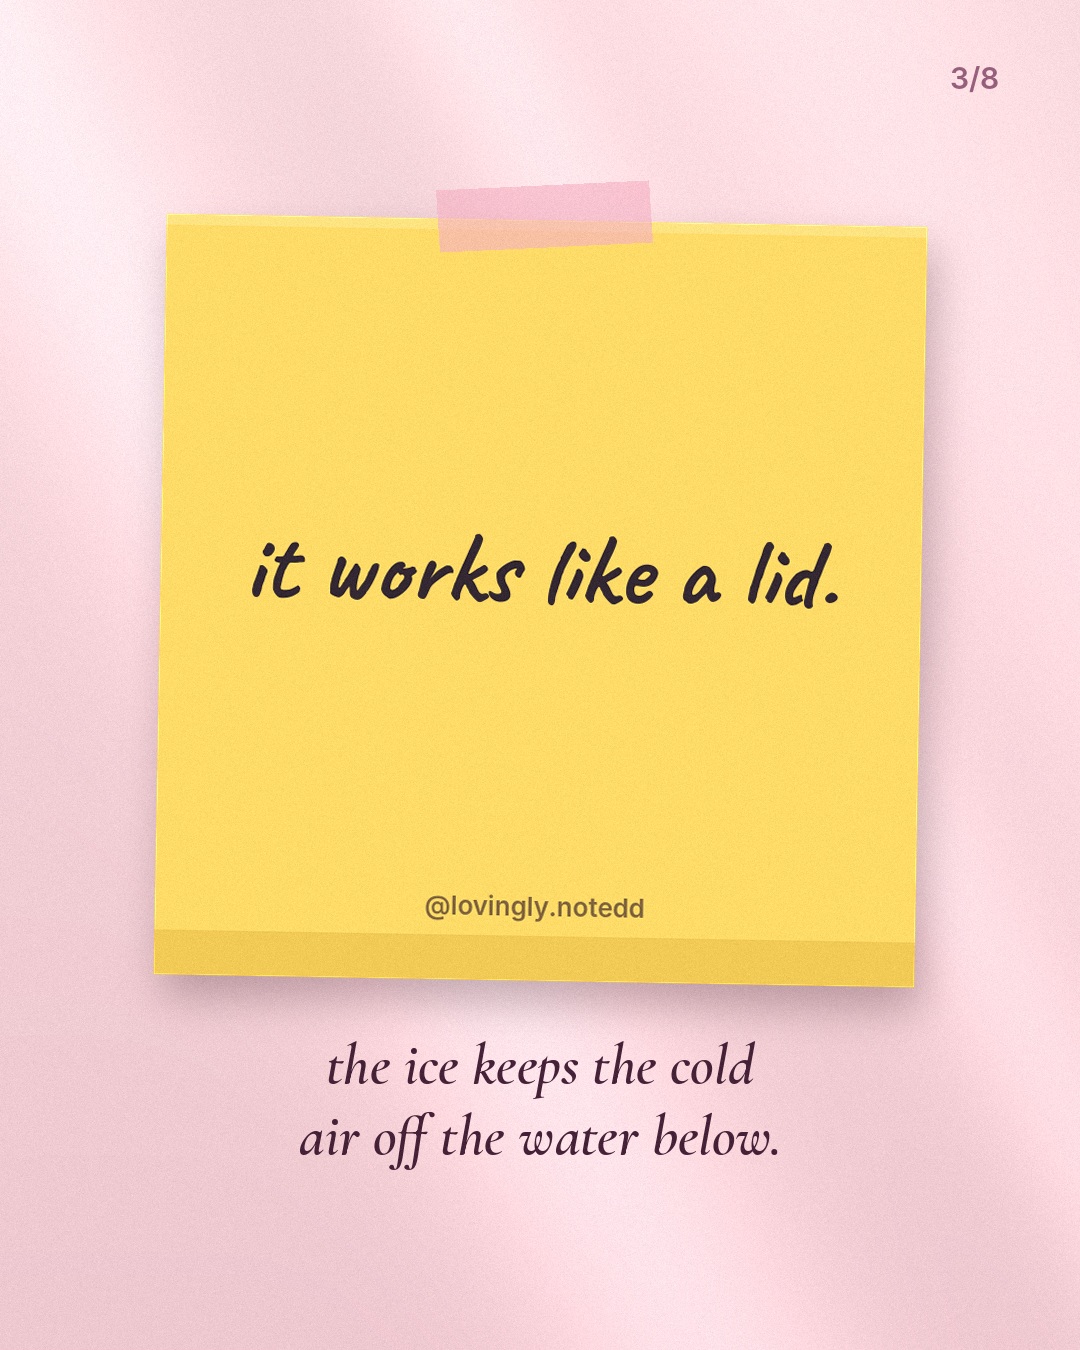 3/8
it works like a lid.
@lovingly.notedd
the ice keeps the cold
air off the water below.